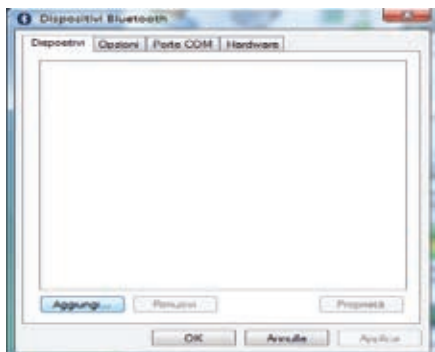 Dispositivi Bluetooth
Dispositivi Opzioni Porte COM Hardware
Aggiungi... Rimuovi Proprietà
OK Annulla Applica